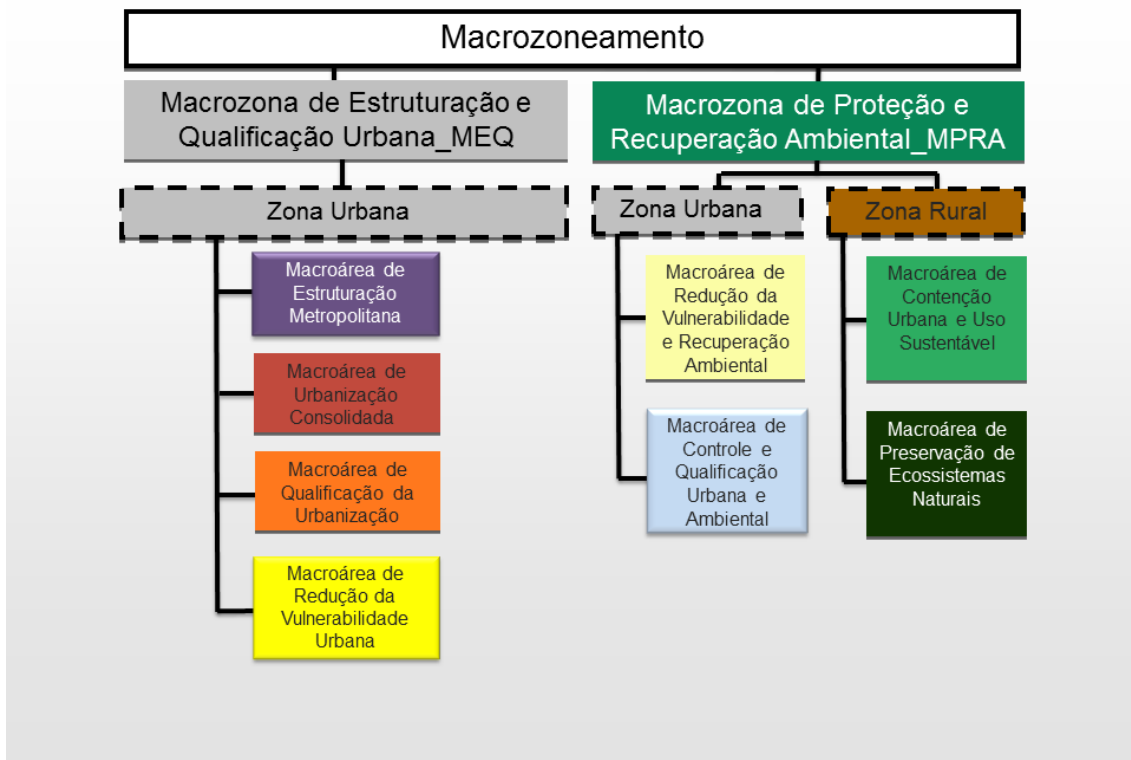 Macrozoneamento
Macrozona de Estruturação e
Qualificação Urbana_MEQ
Macrozona de Proteção e
Recuperação Ambiental_MPRA
Zona Urbana
Macroárea de
Estruturação
Metropolitana
Macroárea de
Urbanização
Consolidada
Macroárea de
Qualificação da
Urbanização
Macroárea de
Redução da
Vulnerabilidade
Urbana
Zona Urbana
Macroárea de
Redução da
Vulnerabilidade
e Recuperação
Ambiental
Macroárea de
Controle e
Qualificação
Urbana e
Ambiental
Zona Rural
Macroárea de
Contenção
Urbana e Uso
Sustentável
Macroárea de
Preservação de
Ecossistemas
Naturais